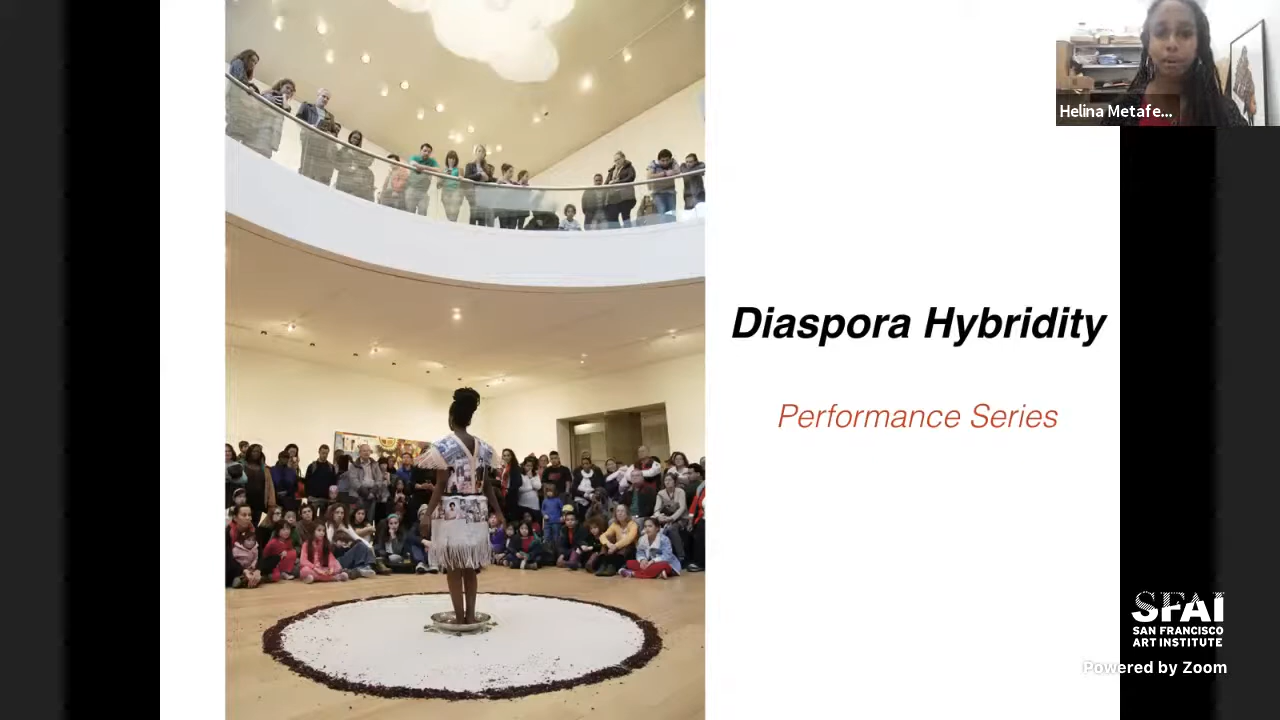 Helina Metafe...
Diaspora Hybridity
Performance Series
SFAI
SAN FRANCISCO
ART INSTITUTE
Powered by Zoom